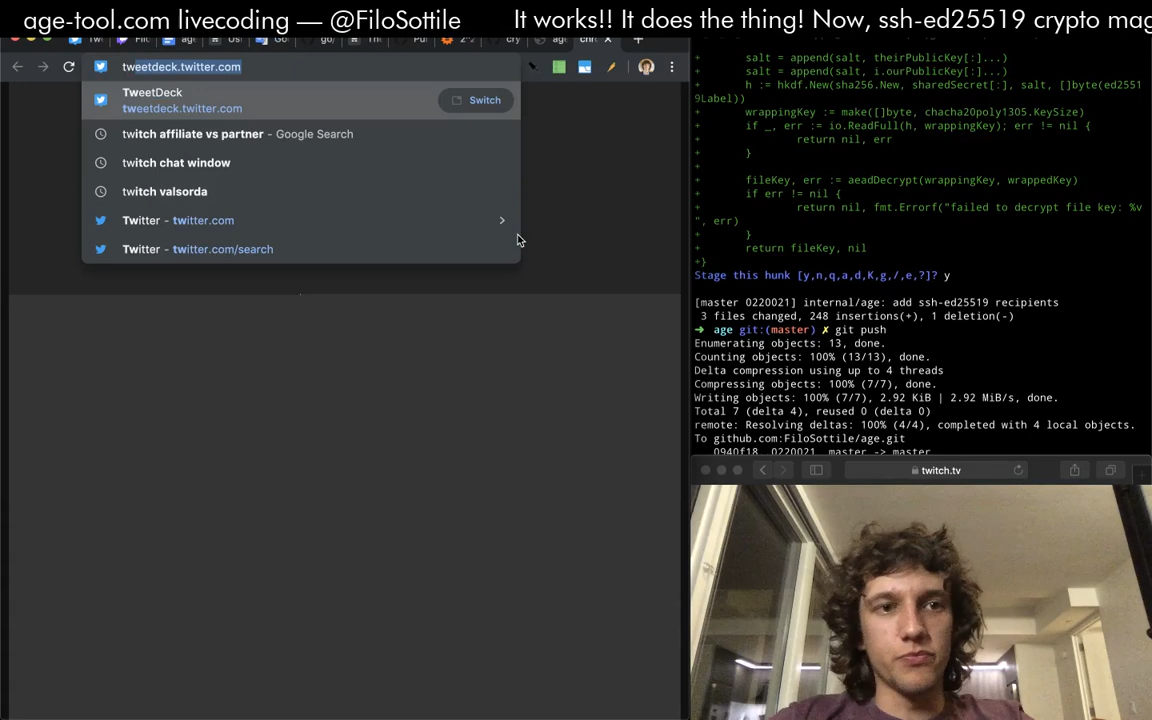 age-tool.com livecoding — @FiloSottile
It works!! It does the thing! Now, ssh-ed25519 crypto mag
tweetdeck.twitter.com
TweetDeck
tweetdeck.twitter.com
Switch
twitch affiliate vs partner - Google Search
twitch chat window
twitch valsorda
Twitter - twitter.com
Twitter - twitter.com/search
+ salt = append(salt, theirPublicKey[:]...)
+ salt = append(salt, i.ourPublicKey[:]...)
+ h := hkdf.New(sha256.New, sharedSecret[:], salt, []byte(ed2551
9Label))
+ wrappingKey := make([]byte, chacha20poly1305.KeySize)
+ if _, err := io.ReadFull(h, wrappingKey); err != nil {
+ return nil, err
+ }
+
+ fileKey, err := aeadDecrypt(wrappingKey, wrappedKey)
+ if err != nil {
+ return nil, fmt.Errorf("failed to decrypt file key: %v
", err)
+ }
+ return fileKey, nil
+}
Stage this hunk [y,n,q,a,d,K,g,/,e,?]? y
[master 0220021] internal/age: add ssh-ed25519 recipients
3 files changed, 248 insertions(+), 1 deletion(-)
➜ age git:(master) ✗ git push
Enumerating objects: 13, done.
Counting objects: 100% (13/13), done.
Delta compression using up to 4 threads
Compressing objects: 100% (7/7), done.
Writing objects: 100% (7/7), 2.92 KiB | 2.92 MiB/s, done.
Total 7 (delta 4), reused 0 (delta 0)
remote: Resolving deltas: 100% (4/4), completed with 4 local objects.
To github.com:FiloSottile/age.git
0940f18..0220021 master -> master
twitch.tv